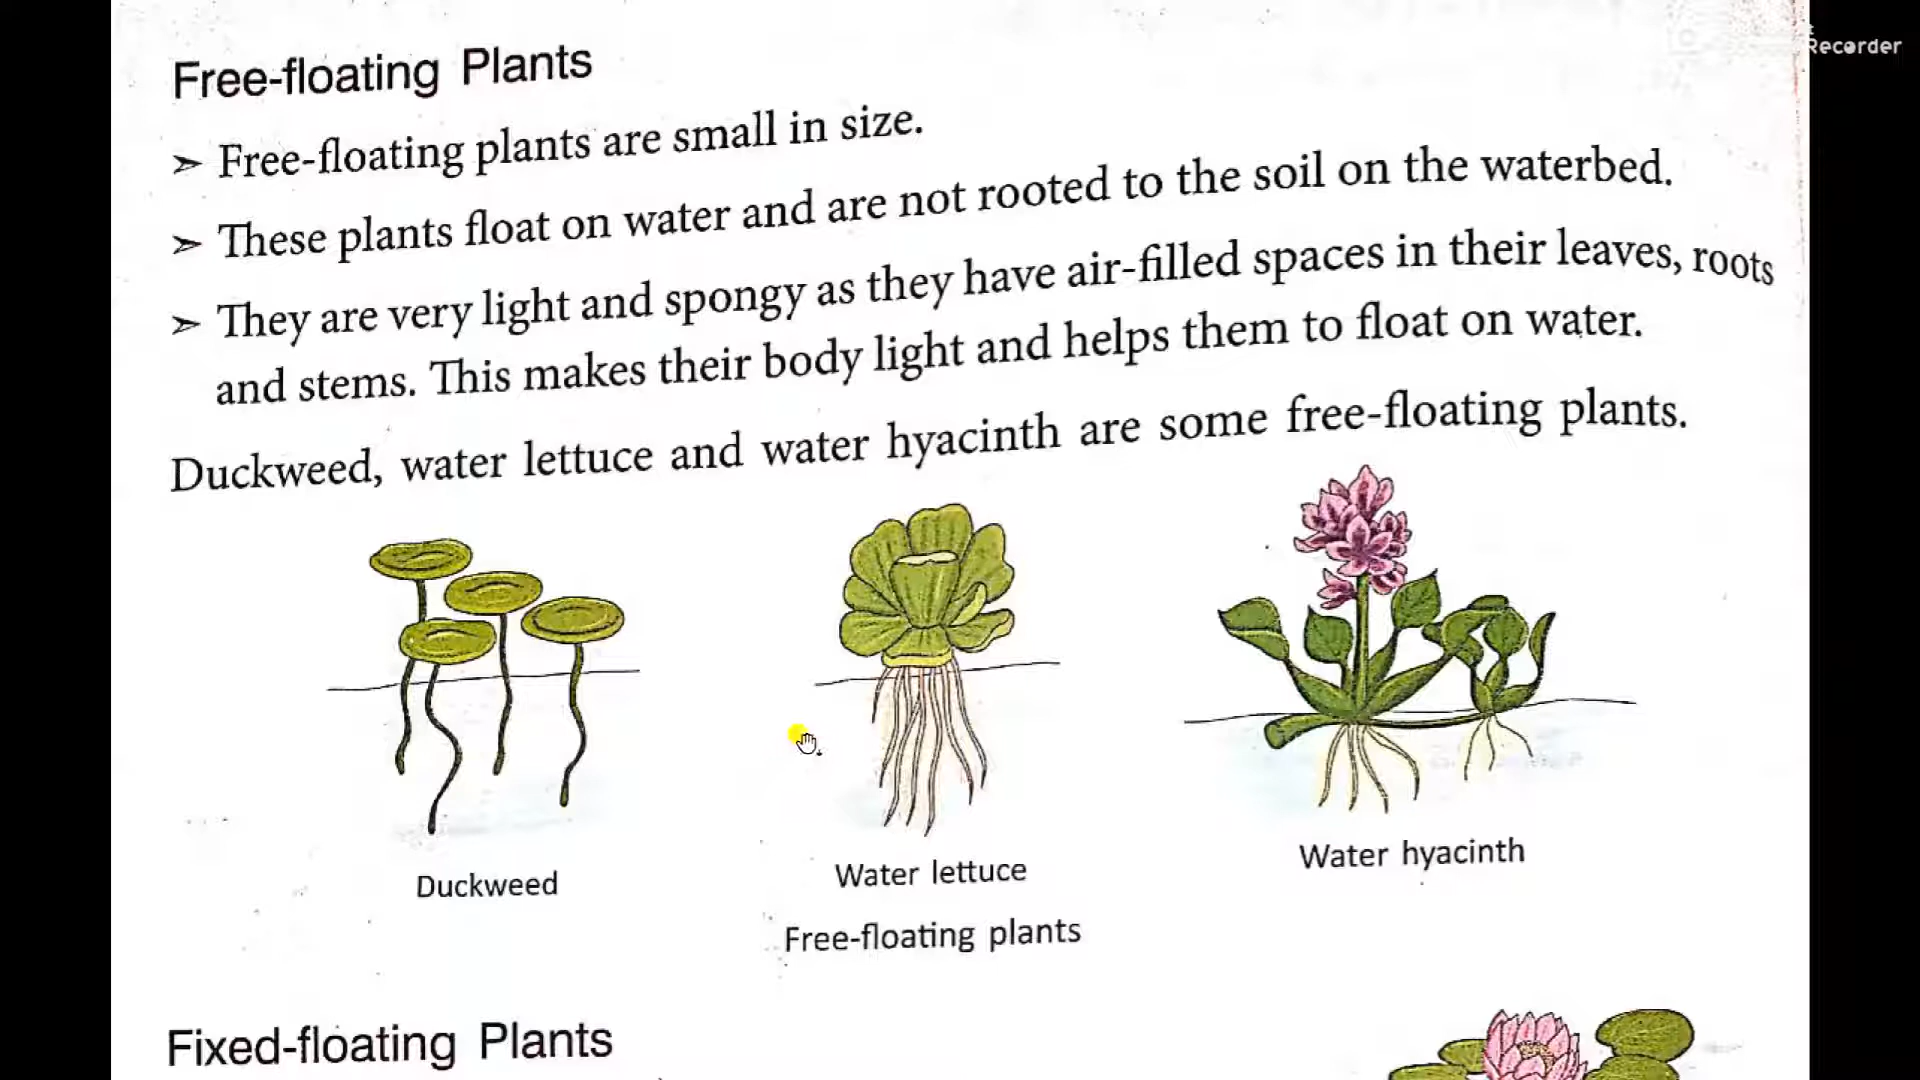 Recorder
Free-floating Plants
➢ Free-floating plants are small in size.
➢ These plants float on water and are not rooted to the soil on the waterbed.
➢ They are very light and spongy as they have air-filled spaces in their leaves, roots
and stems. This makes their body light and helps them to float on water.
Duckweed, water lettuce and water hyacinth are some free-floating plants.
Duckweed
Water lettuce
Water hyacinth
Free-floating plants
Fixed-floating Plants